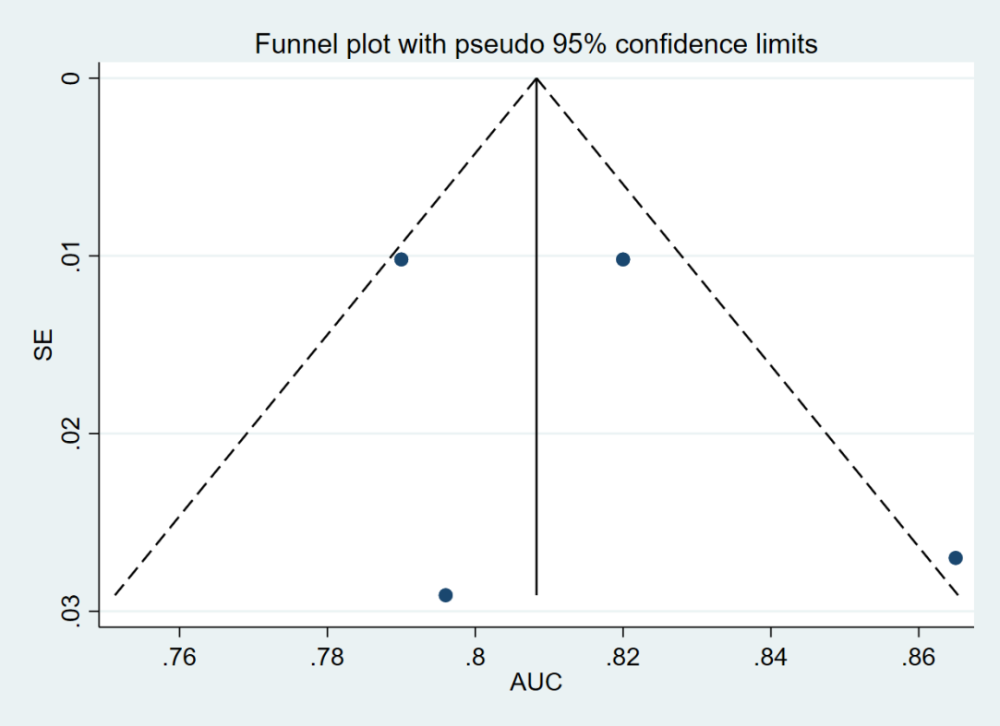 Funnel plot with pseudo 95% confidence limits
0
.01
.02
.03
SE
.76 .78 .8 .82 .84 .86
AUC